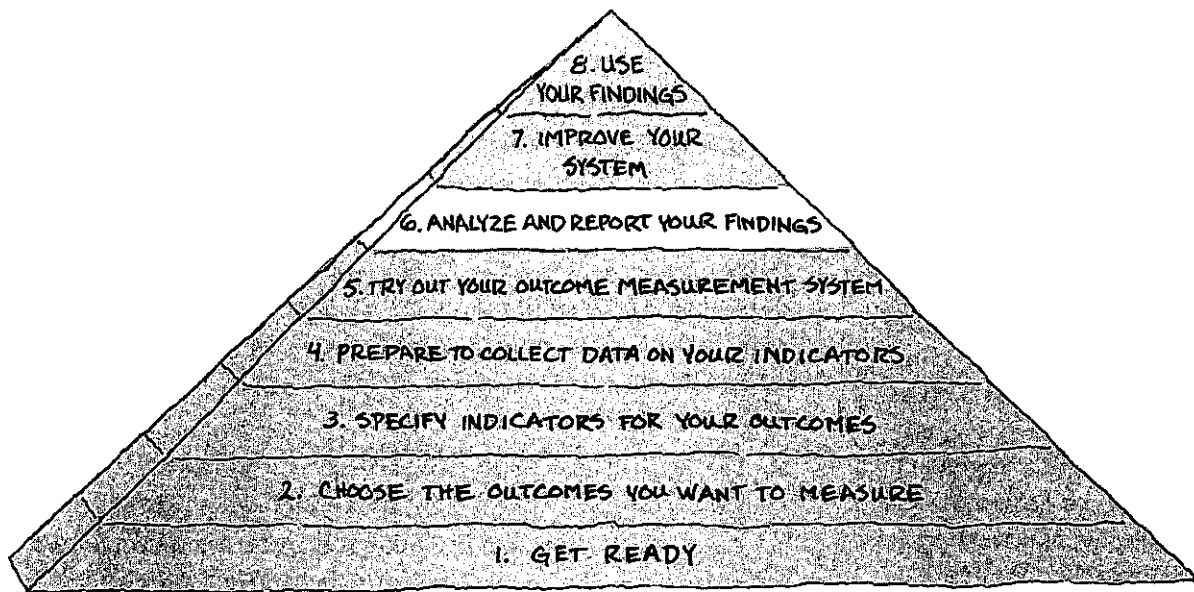 8. USE
YOUR FINDINGS
7. IMPROVE YOUR
SYSTEM
6. ANALYZE AND REPORT YOUR FINDINGS
5. TRY OUT YOUR OUTCOME MEASUREMENT SYSTEM
4. PREPARE TO COLLECT DATA ON YOUR INDICATORS
3. SPECIFY INDICATORS FOR YOUR OUTCOMES
2. CHOOSE THE OUTCOMES YOU WANT TO MEASURE
1. GET READY